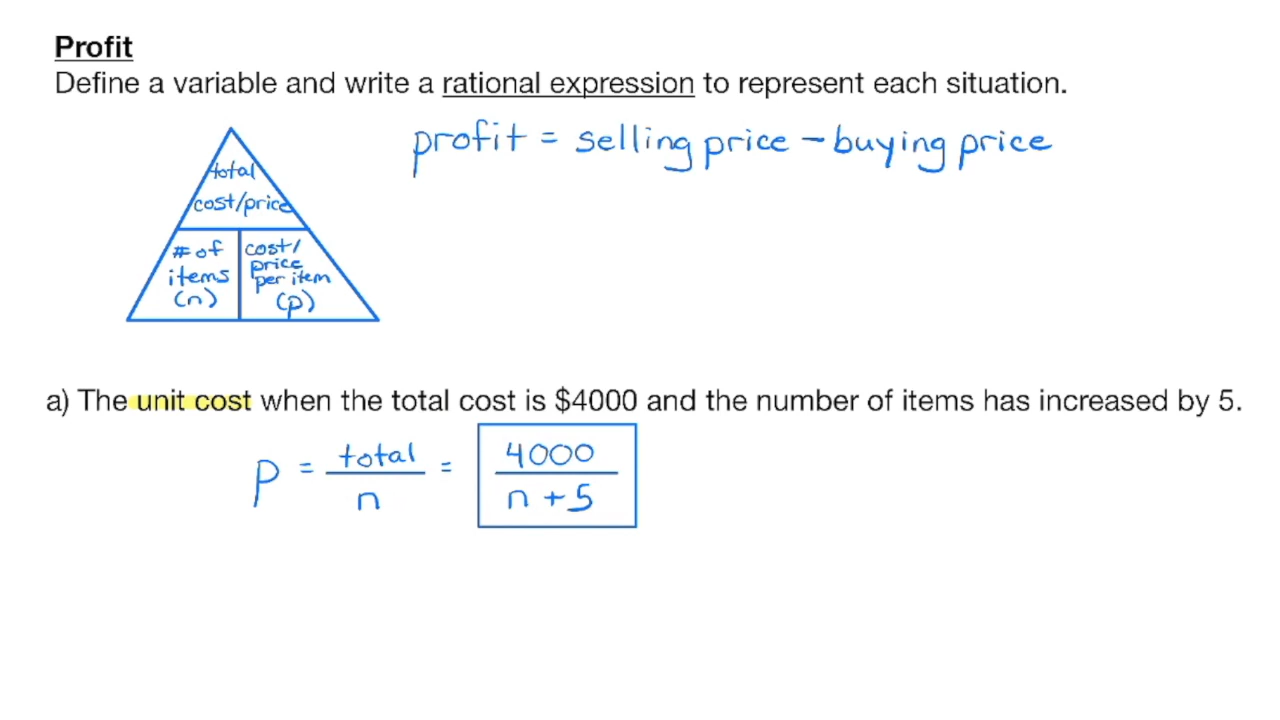 Profit
Define a variable and write a rational expression to represent each situation.
profit = selling price - buying price
total
cost/price
# of
items
(n)
cost/
price
per item
(p)
a) The unit cost when the total cost is $4000 and the number of items has increased by 5.
p = total/n = 4000/n + 5